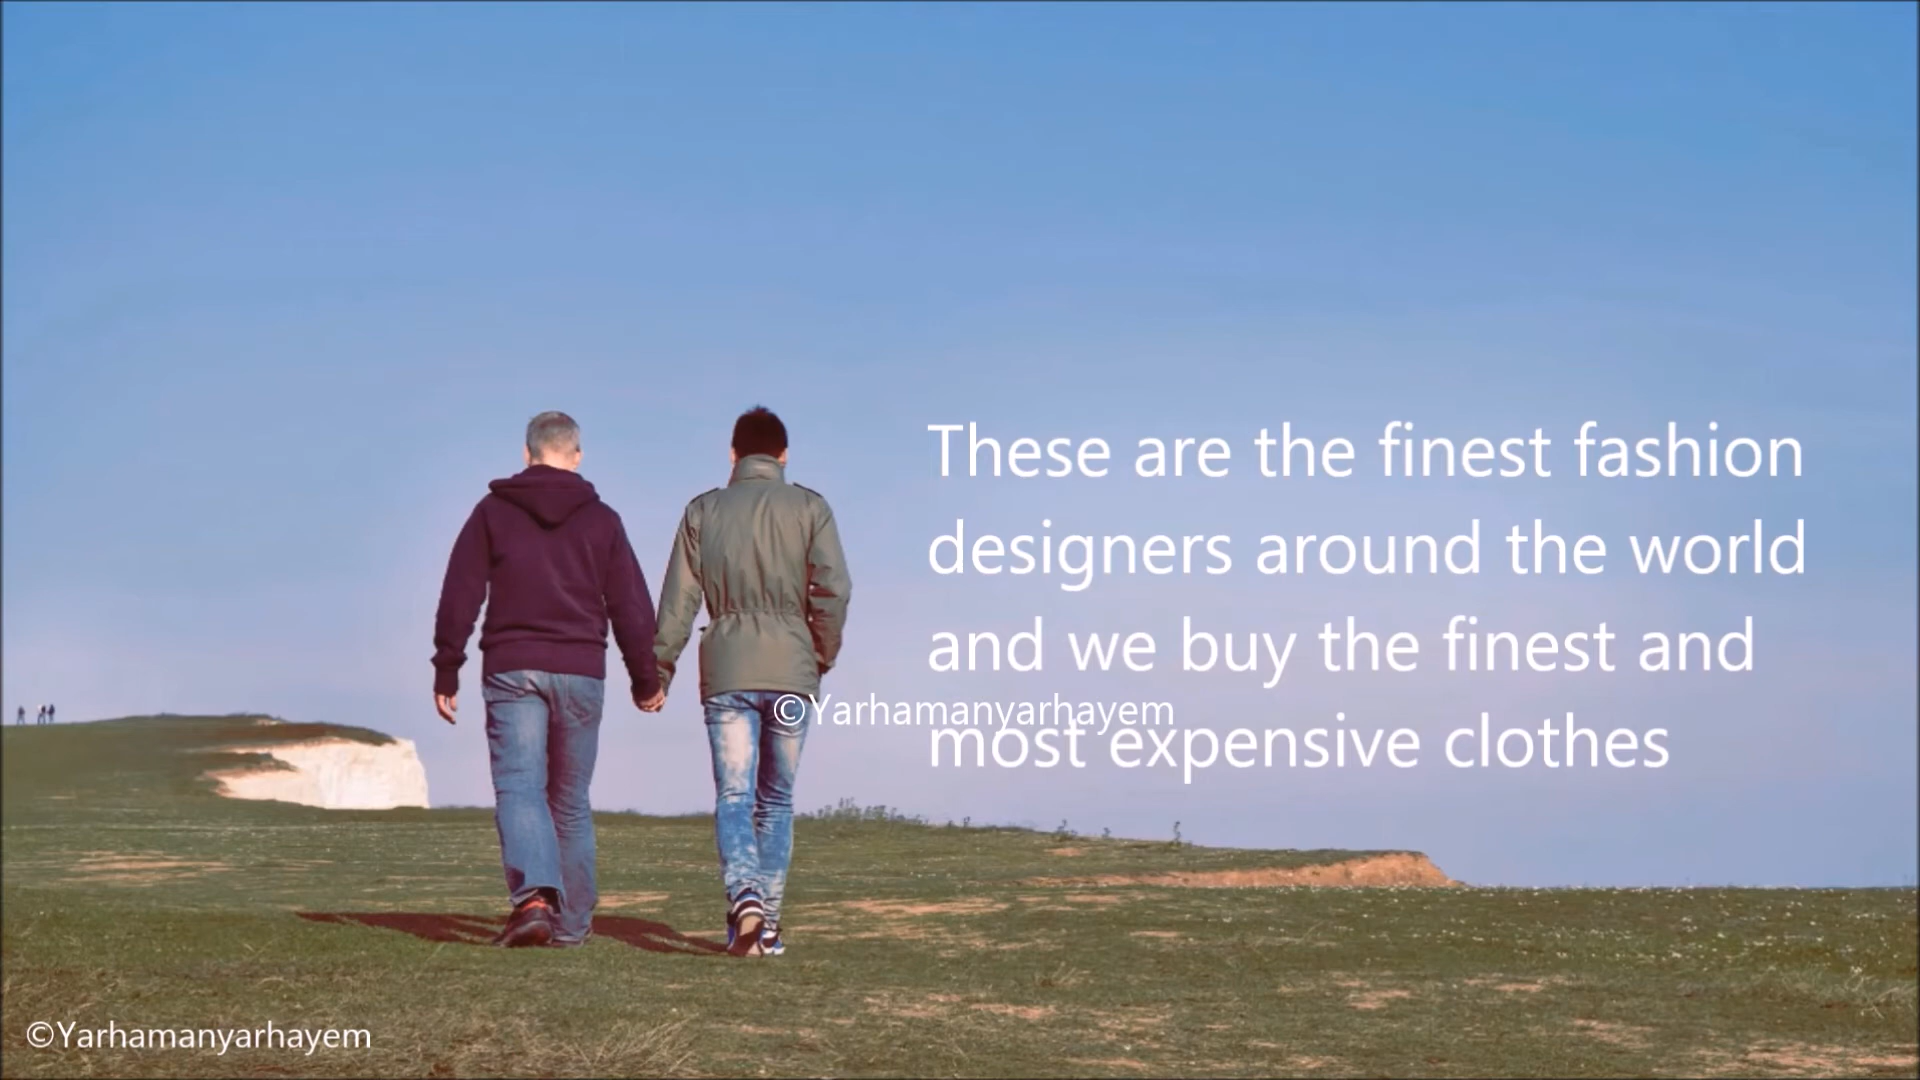 These are the finest fashion
designers around the world
and we buy the finest and
©Yarhamanyarhayem
most expensive clothes
©Yarhamanyarhayem